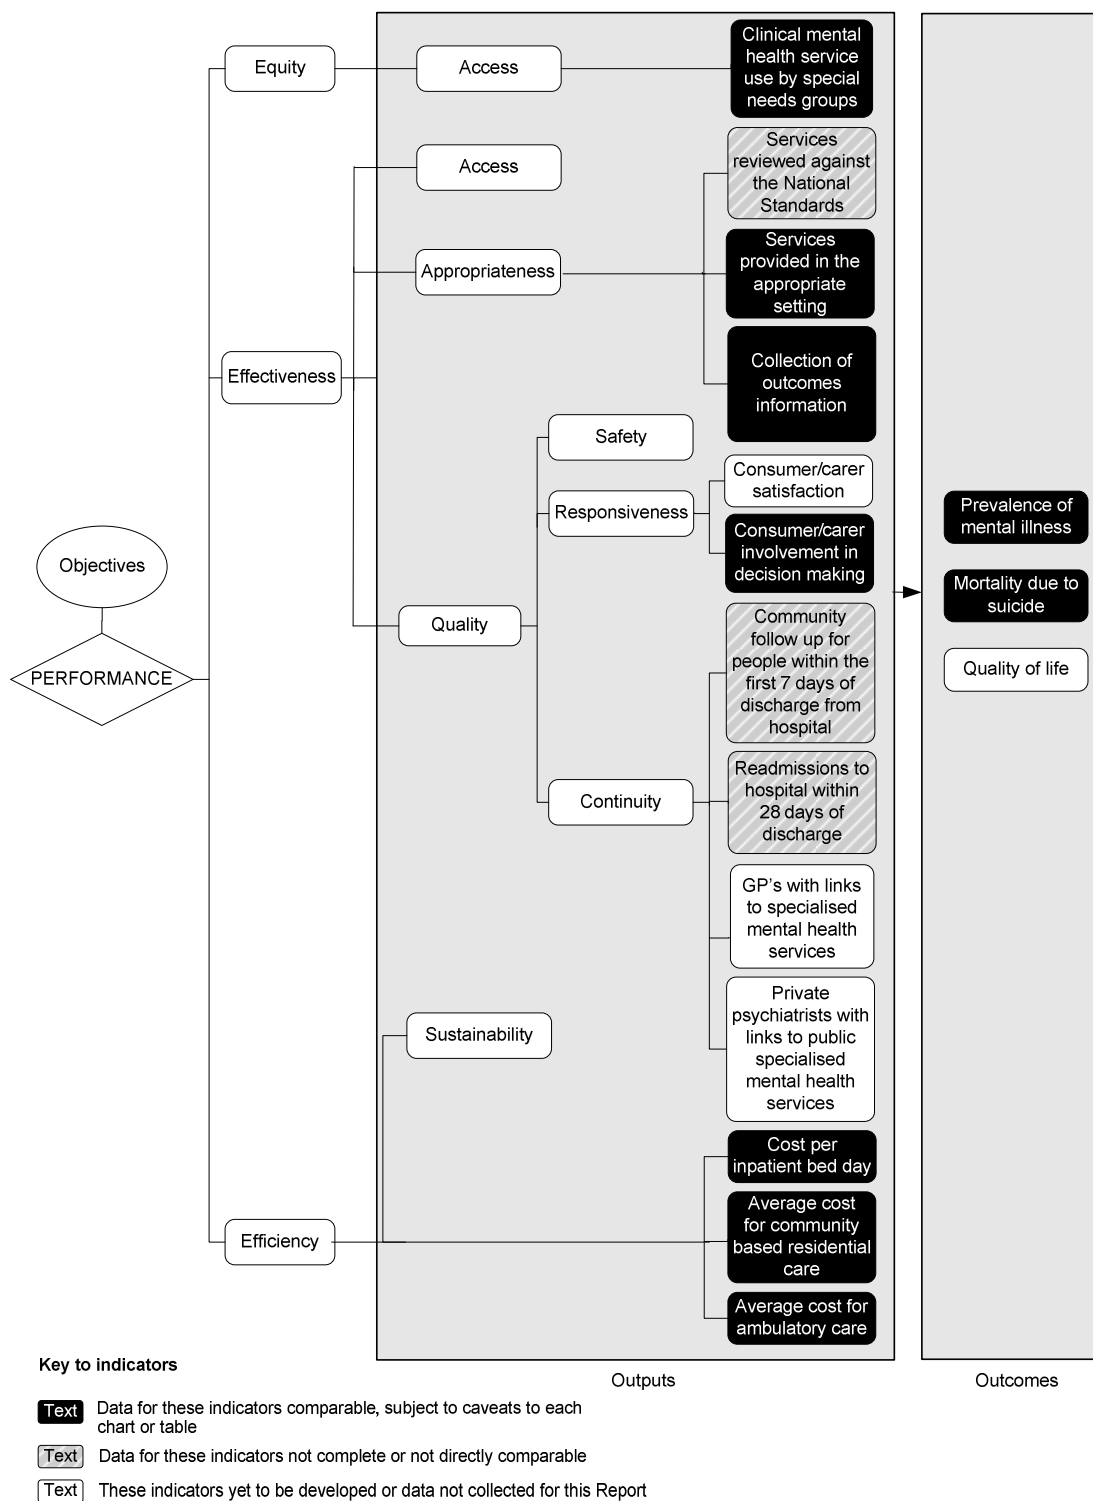 Equity
Access
Clinical mental
health service
use by special
needs groups
Access
Services
reviewed against
the National
Standards
Appropriateness
Services
provided in the
appropriate
setting
Effectiveness
Collection of
outcomes
information
Safety
Responsiveness
Consumer/carer
satisfaction
Consumer/carer
involvement in
decision making
Objectives
PERFORMANCE
Quality
Community
follow up for
people within the
first 7 days of
discharge from
hospital
Continuity
Readmissions to
hospital within
28 days of
discharge
GP's with links
to specialised
mental health
services
Private
psychiatrists with
links to public
specialised
mental health
services
Sustainability
Efficiency
Cost per
inpatient bed day
Average cost
for community
based residential
care
Average cost for
ambulatory care
Prevalence of
mental illness
Mortality due to
suicide
Quality of life
Outputs
Outcomes
Key to indicators
Text Data for these indicators comparable, subject to caveats to each
chart or table
Text Data for these indicators not complete or not directly comparable
Text These indicators yet to be developed or data not collected for this Report